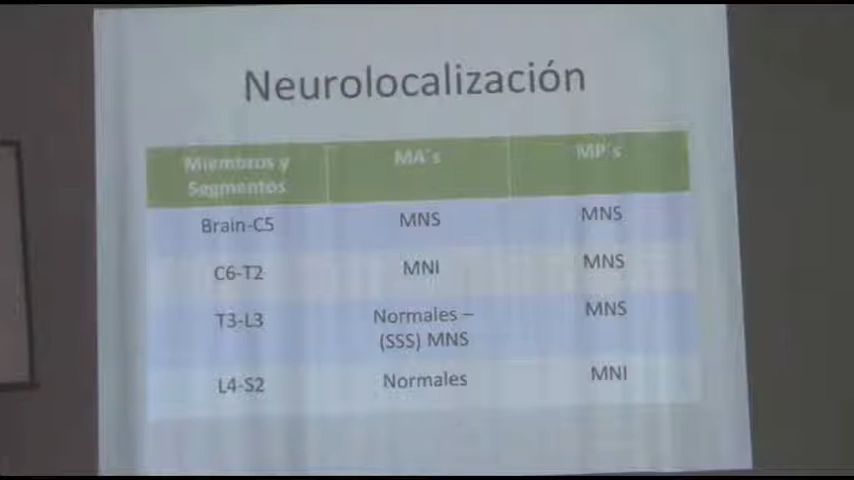 Neurolocalización
Miembros y
Segmentos
MA´s
MP´s
Brain-C5
MNS
MNS
C6-T2
MNI
MNS
T3-L3
Normales –
(SSS) MNS
MNS
L4-S2
Normales
MNI